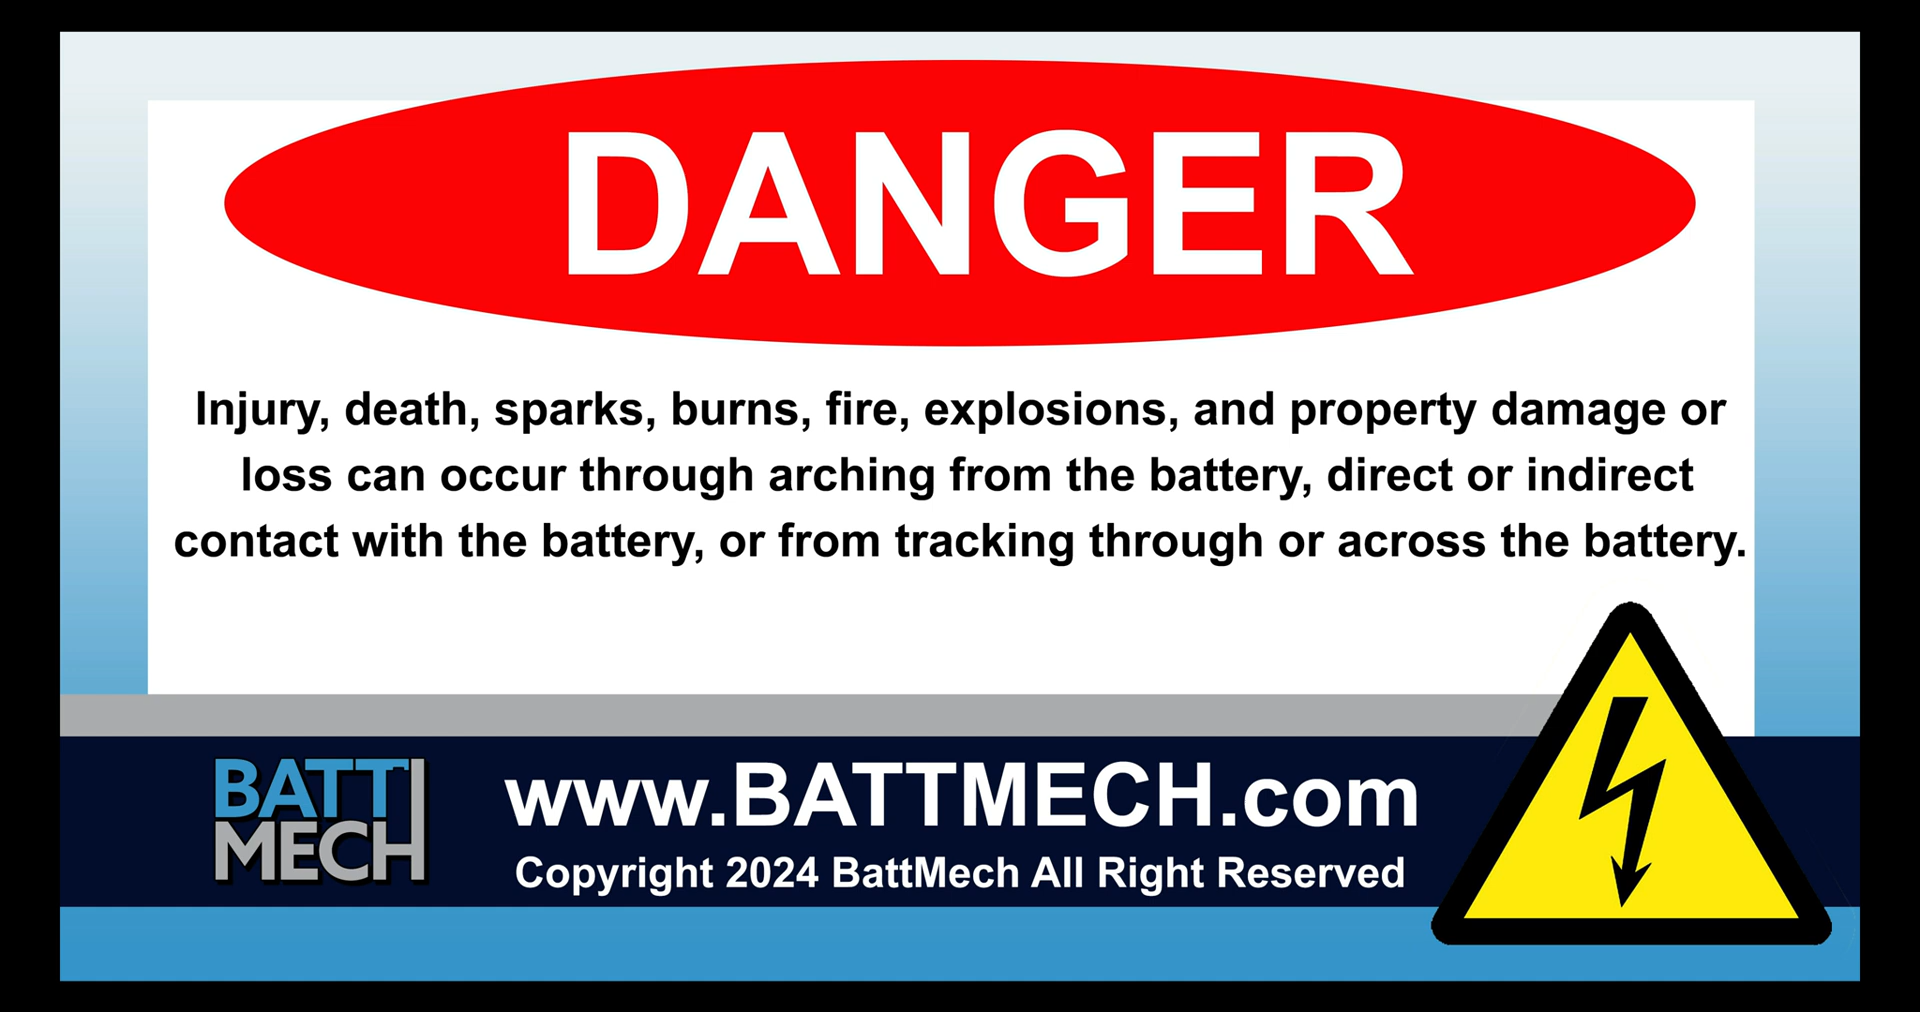 DANGER
Injury, death, sparks, burns, fire, explosions, and property damage or
loss can occur through arching from the battery, direct or indirect
contact with the battery, or from tracking through or across the battery.
BATT
MECH
www.BATTMECH.com
Copyright 2024 BattMech All Right Reserved